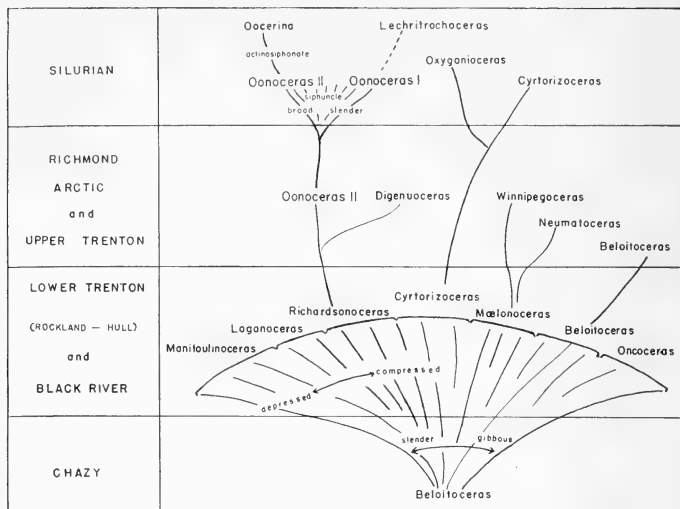 SILURIAN
Oocerina
Lechritrochoceras
actinosiphonate
Oxygonioceras
Oonoceras II
Oonoceras I
Cyrtorizoceras
siphuncle
broad
slender
RICHMOND
ARCTIC
and
UPPER TRENTON
Oonoceras II
Digenuoceras
Winnipegoceras
Neumatoceras
Beloitoceras
LOWER TRENTON
(ROCKLAND — HULL)
and
BLACK RIVER
Cyrtorizoceras
Richardsonoceras
Mælonoceras
Loganoceras
Beloitoceras
Manitoulinoceras
Oncoceras
depressed
compressed
CHAZY
slender
gibbous
Beloitoceras